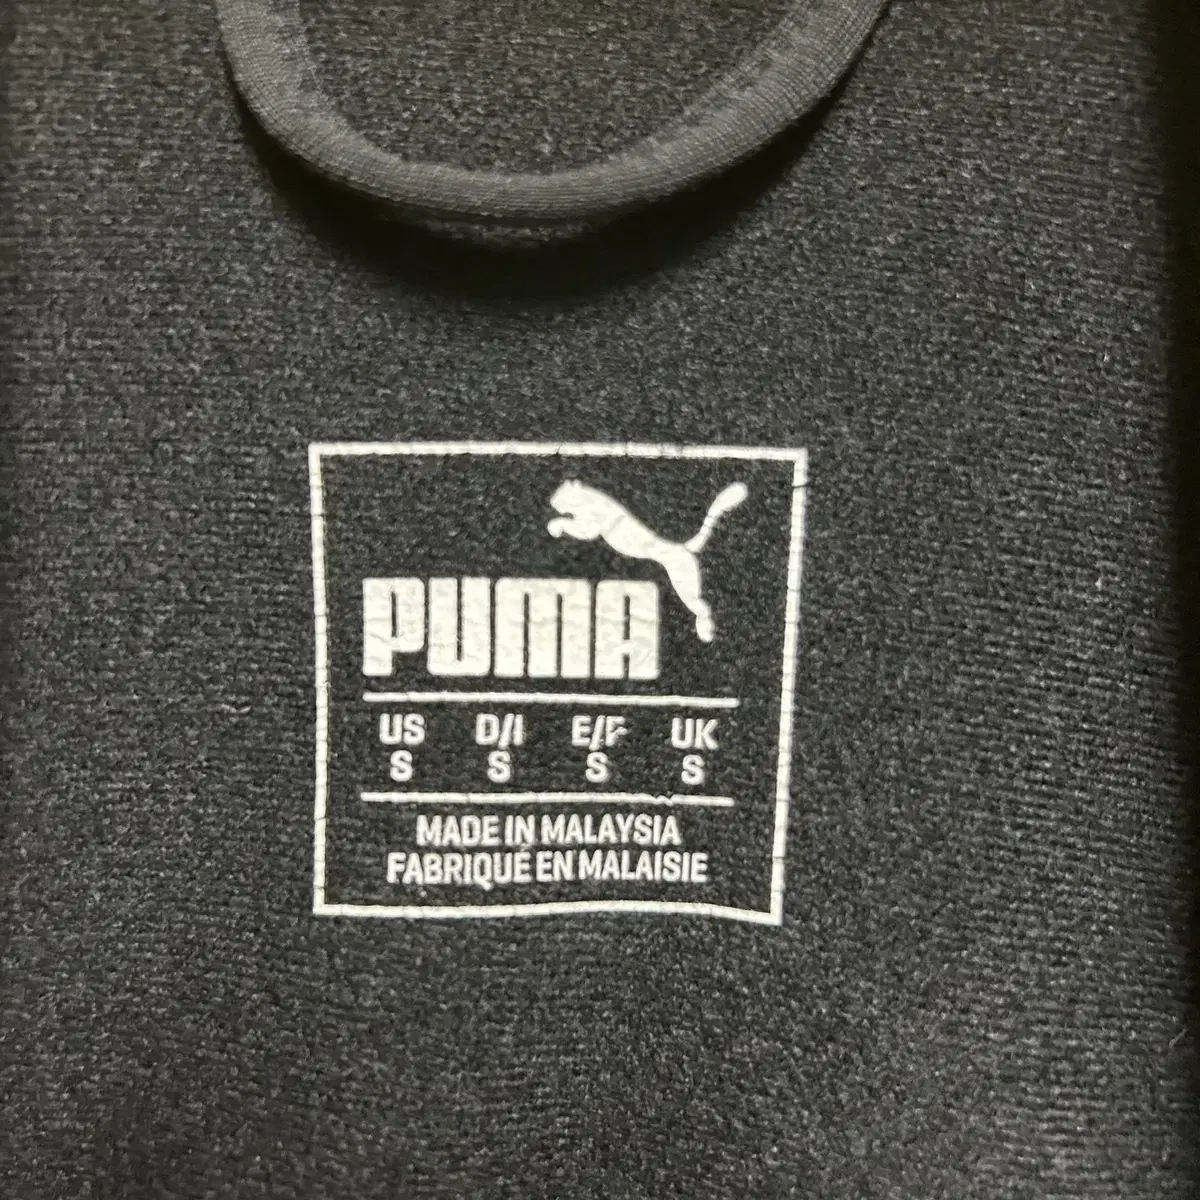 PUMA
US D/I E/F UK
S S S S
MADE IN MALAYSIA
FABRIQUÉ EN MALAISIE